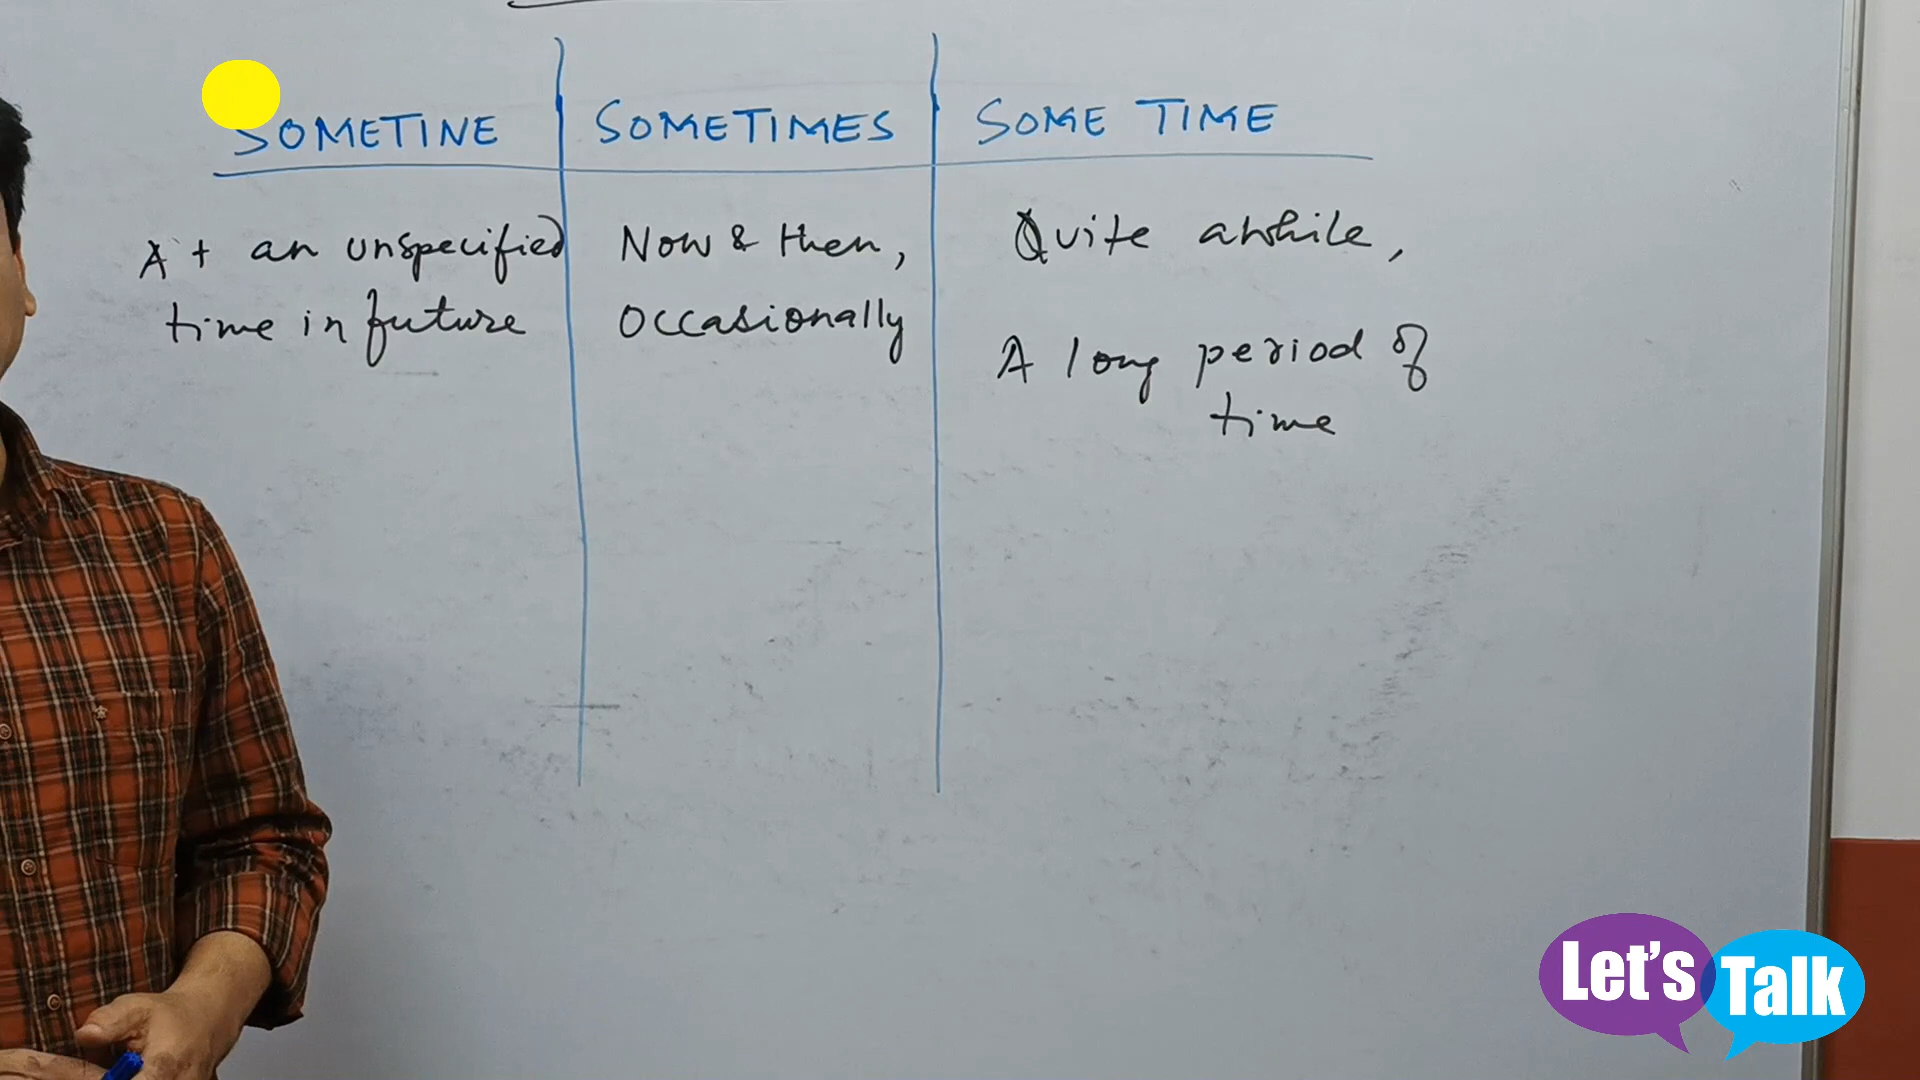 SOMETINE
SOMETIMES
SOME TIME
At an unspecified
time in future
Now & then,
Occasionally
Quite awhile,
A long period of
time
Let's Talk